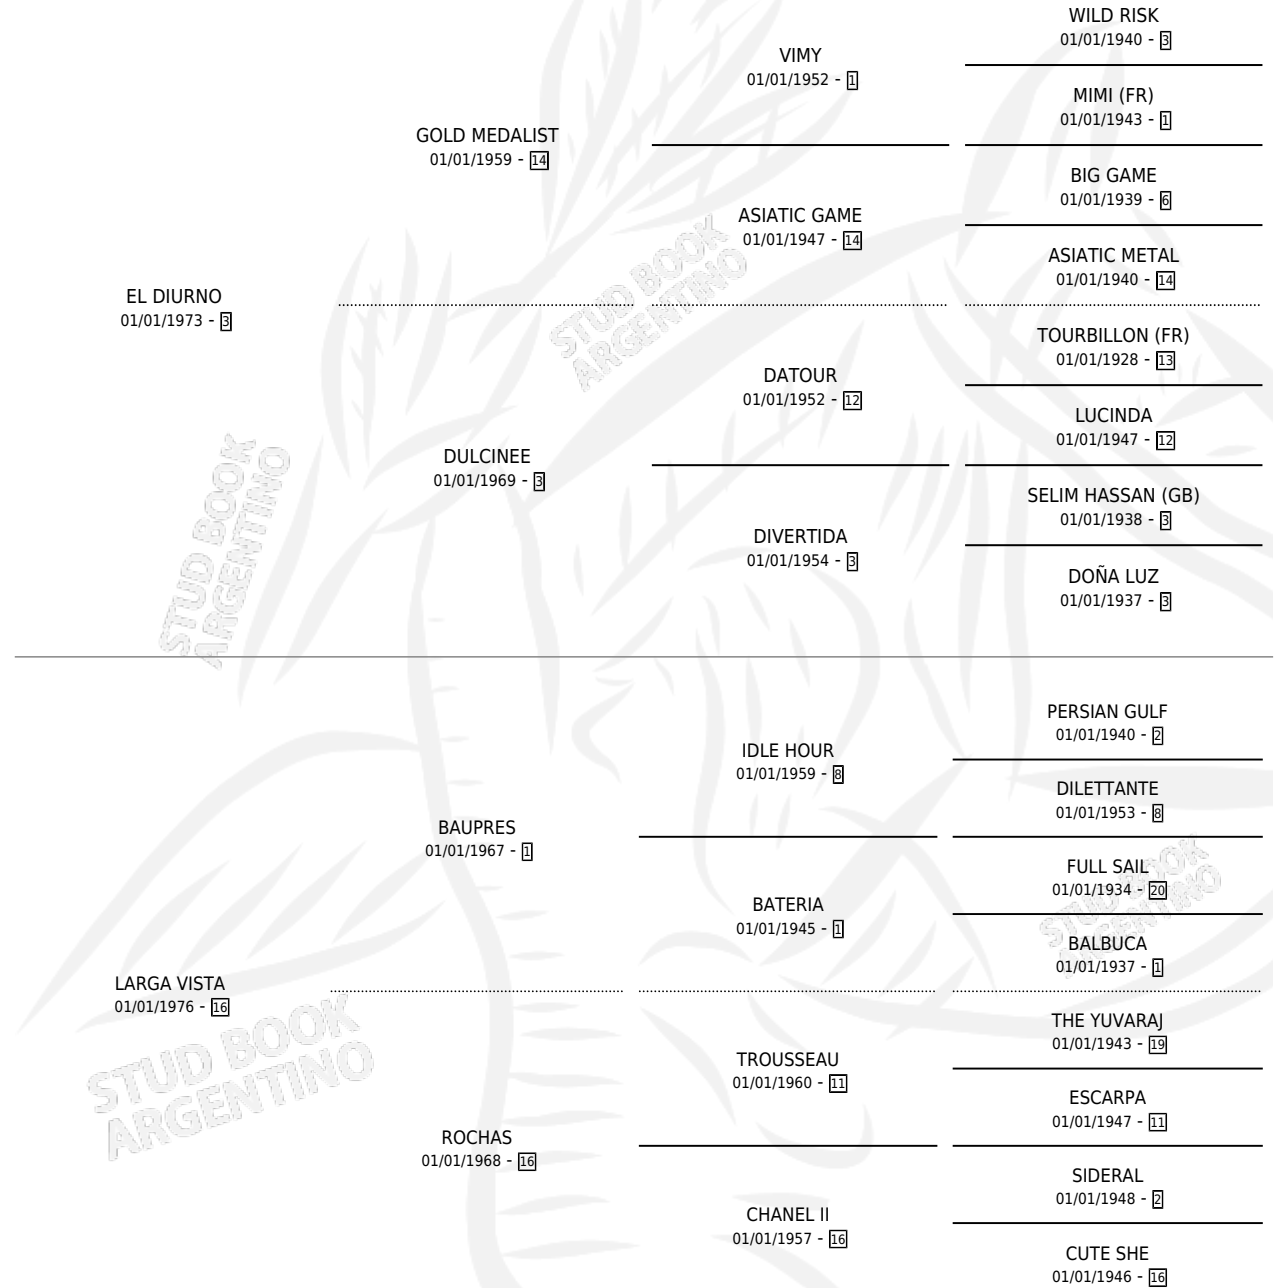 WILD RISK
01/01/1940 - 3
VIMY
01/01/1952 - 1
MIMI (FR)
01/01/1943 - 1
GOLD MEDALIST
01/01/1959 - 14
BIG GAME
01/01/1939 - 6
ASIATIC GAME
01/01/1947 - 14
ASIATIC METAL
01/01/1940 - 14
EL DIURNO
01/01/1973 - 3
TOURBILLON (FR)
01/01/1928 - 13
DATOUR
01/01/1952 - 12
LUCINDA
01/01/1947 - 12
DULCINEE
01/01/1969 - 3
SELIM HASSAN (GB)
01/01/1938 - 3
DIVERTIDA
01/01/1954 - 3
DOÑA LUZ
01/01/1937 - 3
PERSIAN GULF
01/01/1940 - 2
IDLE HOUR
01/01/1959 - 8
DILETTANTE
01/01/1953 - 8
BAUPRES
01/01/1967 - 1
FULL SAIL
01/01/1934 - 20
BATERIA
01/01/1945 - 1
BALBUCA
01/01/1937 - 1
LARGA VISTA
01/01/1976 - 16
THE YUVARAJ
01/01/1943 - 19
TROUSSEAU
01/01/1960 - 11
ESCARPA
01/01/1947 - 11
ROCHAS
01/01/1968 - 16
SIDERAL
01/01/1948 - 2
CHANEL II
01/01/1957 - 16
CUTE SHE
01/01/1946 - 16
STUD BOOK
ARGENTINO
STUD BOOK
ARGENTINO
STUD BOOK
ARGENTINO
STUD BOOK
ARGENTINO